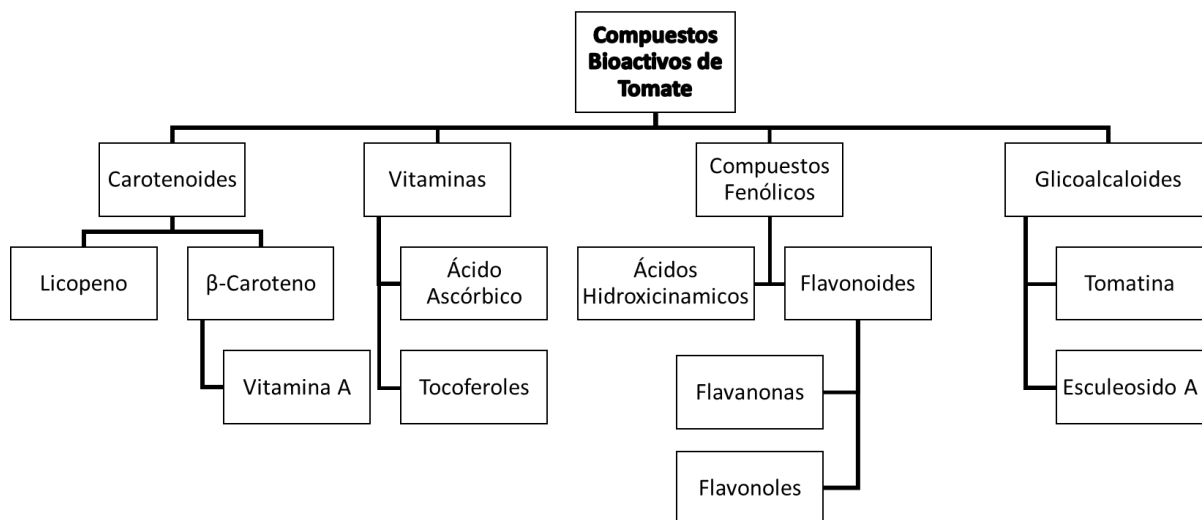 Compuestos
Bioactivos de
Tomate
Carotenoides
Vitaminas
Compuestos
Fenólicos
Glicoalcaloides
Licopeno
β-Caroteno
Ácido
Ascórbico
Ácidos
Hidroxicinamicos
Flavonoides
Tomatina
Vitamina A
Tocoferoles
Flavanonas
Esculeosido A
Flavonoles